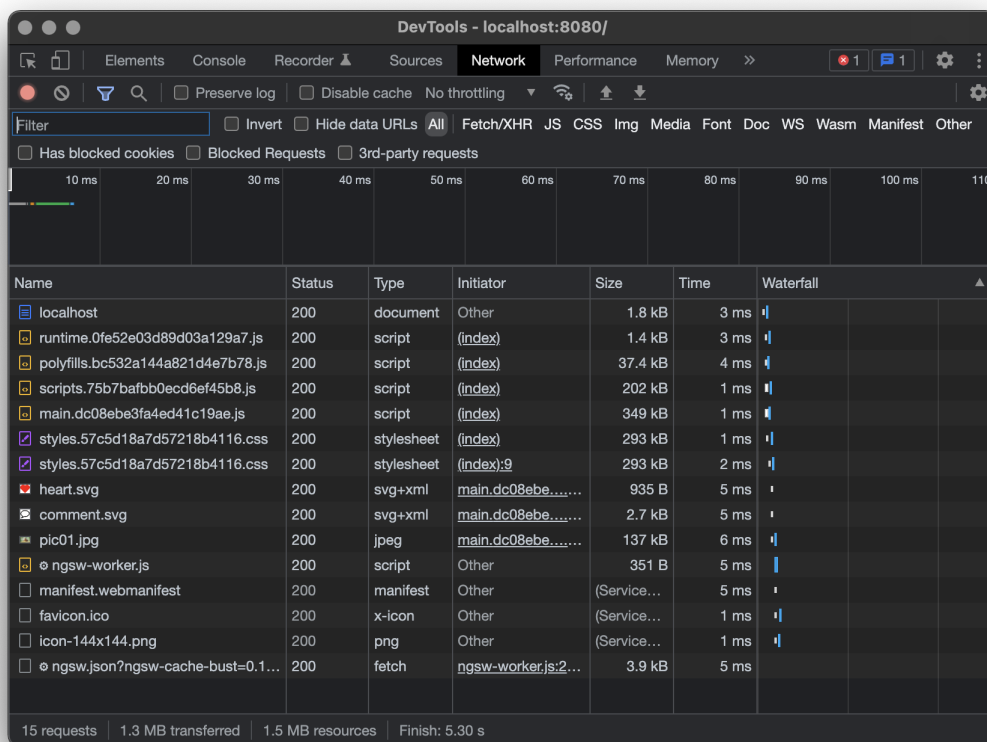 DevTools - localhost:8080/
Elements Console Recorder Sources Network Performance Memory » 1 1
Preserve log Disable cache No throttling
Filter Invert Hide data URLs All Fetch/XHR JS CSS Img Media Font Doc WS Wasm Manifest Other
Has blocked cookies Blocked Requests 3rd-party requests
10 ms 20 ms 30 ms 40 ms 50 ms 60 ms 70 ms 80 ms 90 ms 100 ms 110
Name Status Type Initiator Size Time Waterfall
localhost 200 document Other 1.8 kB 3 ms
runtime.0fe52e03d89d03a129a7.js 200 script (index) 1.4 kB 3 ms
polyfills.bc532a144a821d4e7b78.js 200 script (index) 37.4 kB 4 ms
scripts.75b7bafbb0ecd6ef45b8.js 200 script (index) 202 kB 1 ms
main.dc08ebe3fa4ed41c19ae.js 200 script (index) 349 kB 1 ms
styles.57c5d18a7d57218b4116.css 200 stylesheet (index) 293 kB 1 ms
styles.57c5d18a7d57218b4116.css 200 stylesheet (index):9 293 kB 2 ms
heart.svg 200 svg+xml main.dc08ebe.…... 935 B 5 ms
comment.svg 200 svg+xml main.dc08ebe.…... 2.7 kB 5 ms
pic01.jpg 200 jpeg main.dc08ebe.…... 137 kB 6 ms
ngsw-worker.js 200 script Other 351 B 5 ms
manifest.webmanifest 200 manifest Other (Service… 5 ms
favicon.ico 200 x-icon Other (Service… 1 ms
icon-144x144.png 200 png Other (Service… 1 ms
ngsw.json?ngsw-cache-bust=0.1… 200 fetch ngsw-worker.js:2… 3.9 kB 5 ms
15 requests 1.3 MB transferred 1.5 MB resources Finish: 5.30 s